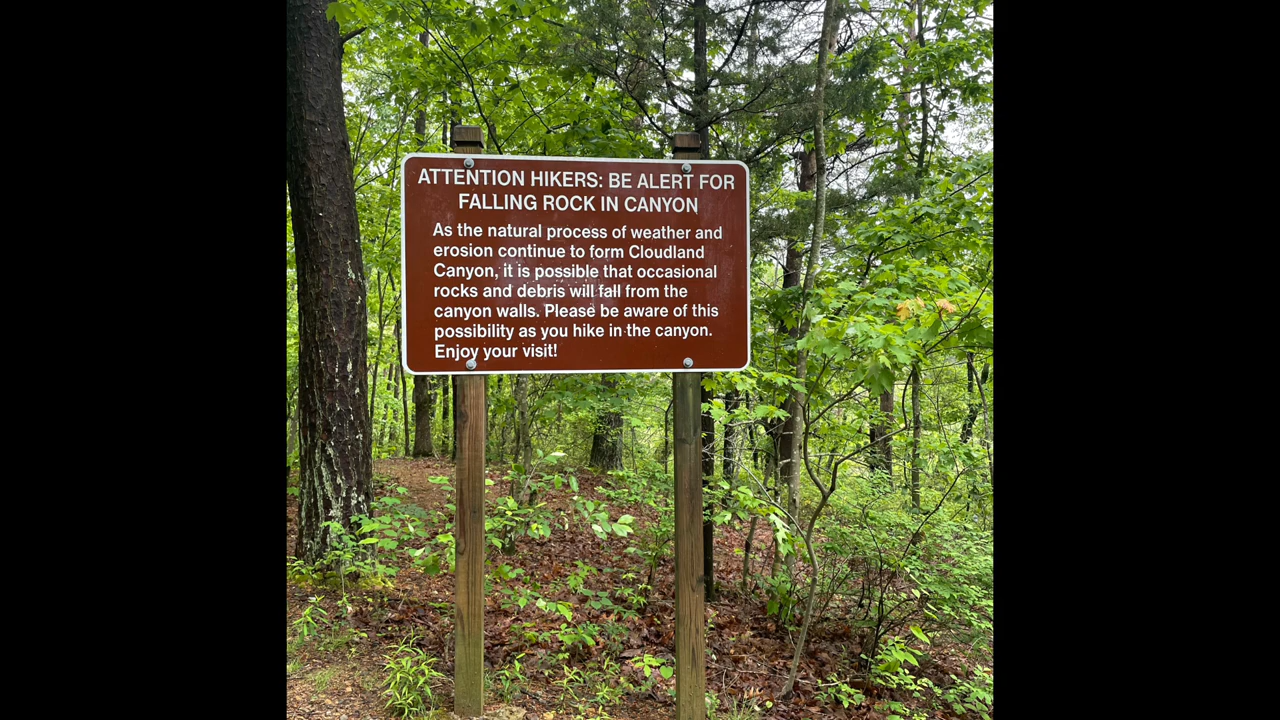 ATTENTION HIKERS: BE ALERT FOR
FALLING ROCK IN CANYON
As the natural process of weather and
erosion continue to form Cloudland
Canyon, it is possible that occasional
rocks and debris will fall from the
canyon walls. Please be aware of this
possibility as you hike in the canyon.
Enjoy your visit!